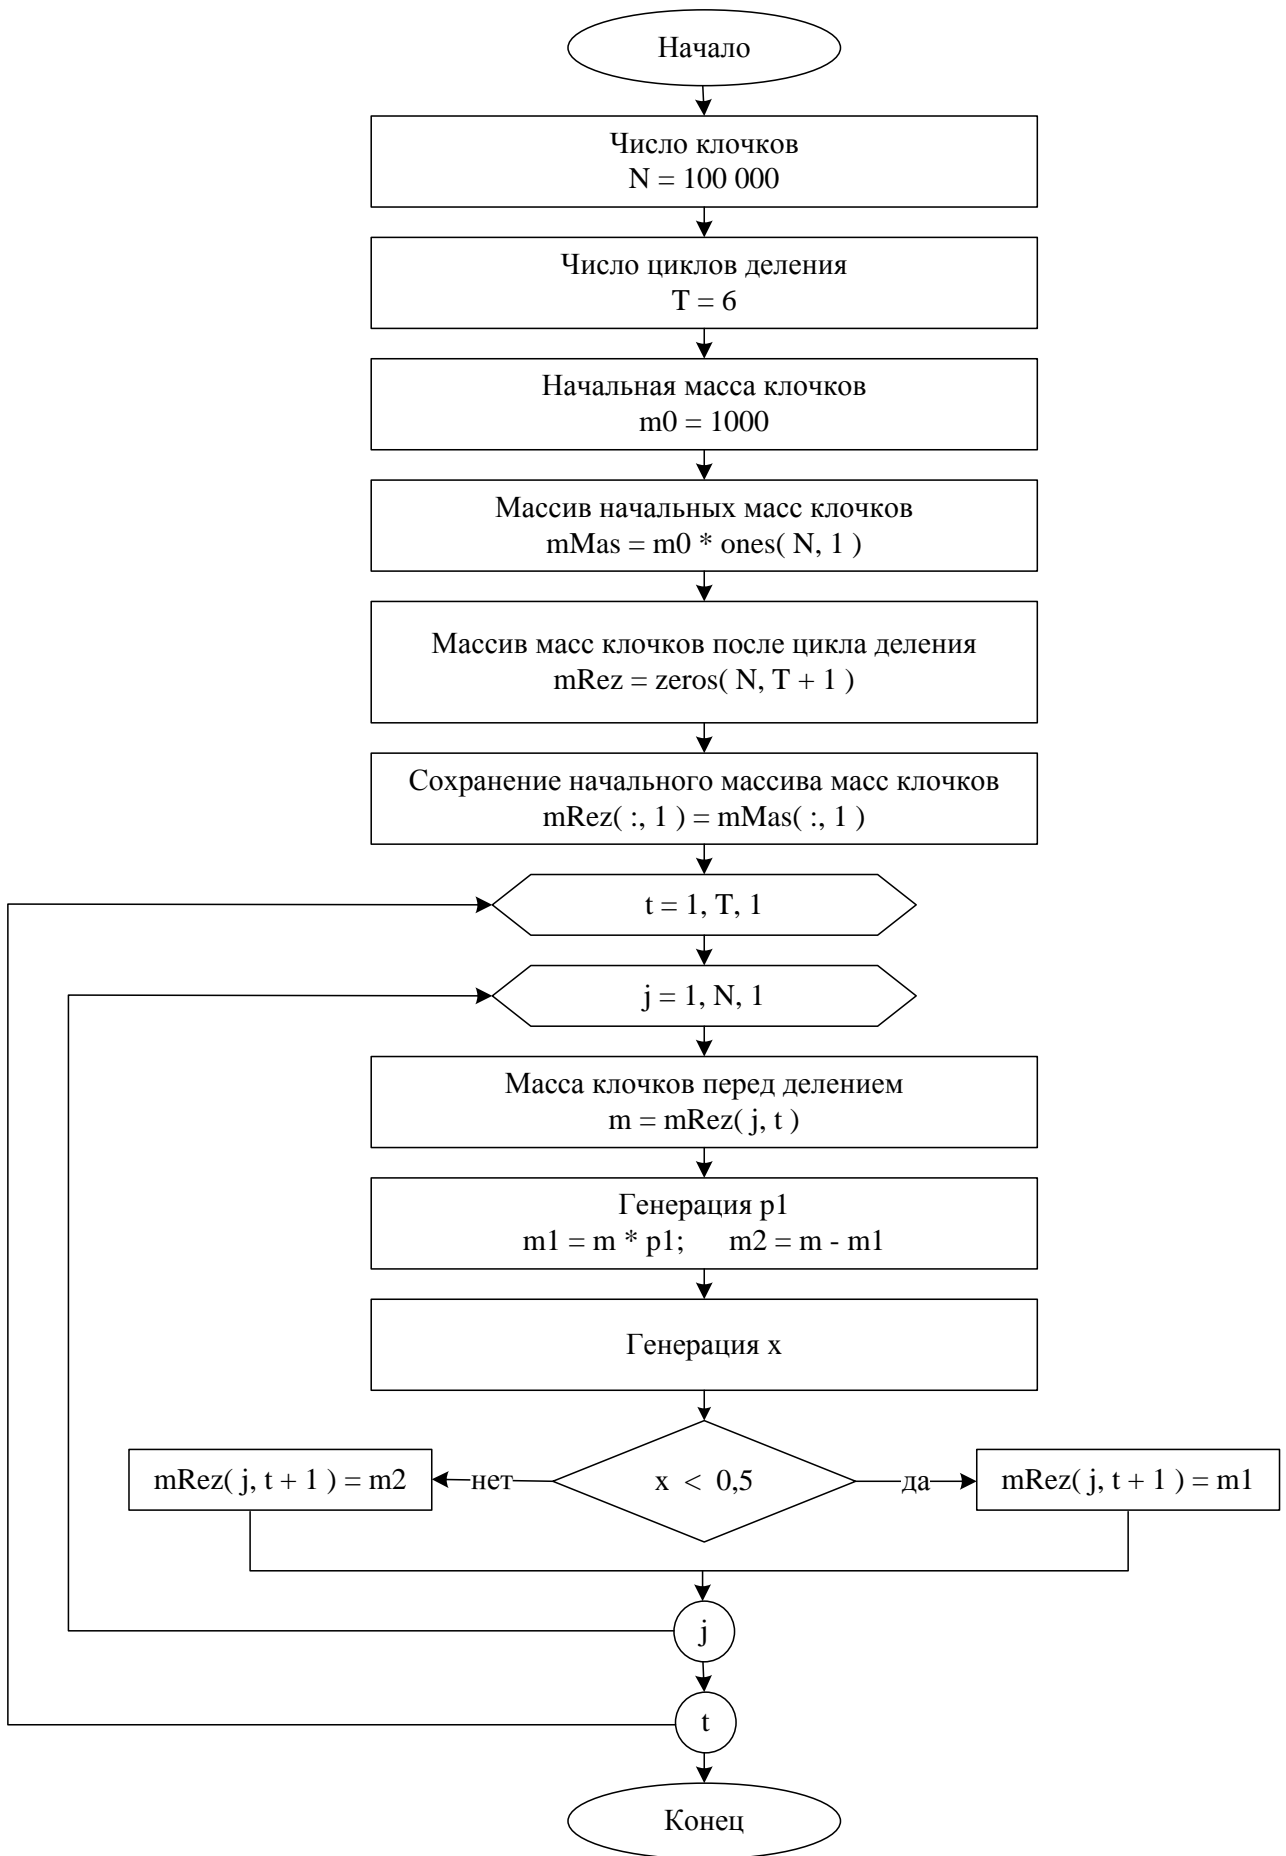 Начало
Число клочков
N = 100 000
Число циклов деления
T = 6
Начальная масса клочков
m0 = 1000
Массив начальных масс клочков
mMas = m0 * ones( N, 1 )
Массив масс клочков после цикла деления
mRez = zeros( N, T + 1 )
Сохранение начального массива масс клочков
mRez( :, 1 ) = mMas( :, 1 )
t = 1, T, 1
j = 1, N, 1
Масса клочков перед делением
m = mRez( j, t )
Генерация p1
m1 = m * p1; m2 = m - m1
Генерация x
mRez( j, t + 1 ) = m2
нет
x < 0,5
да
mRez( j, t + 1 ) = m1
j
t
Конец